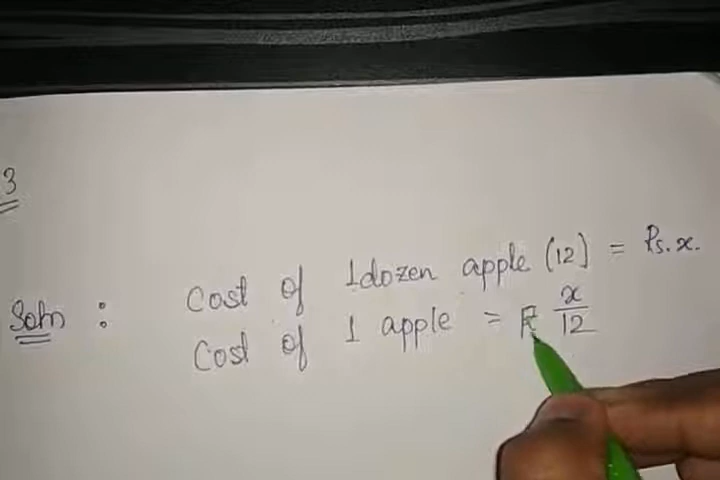 3
Soln : Cost of 1 dozen apple (12) = Rs. x.
Cost of 1 apple = ₹ x/12